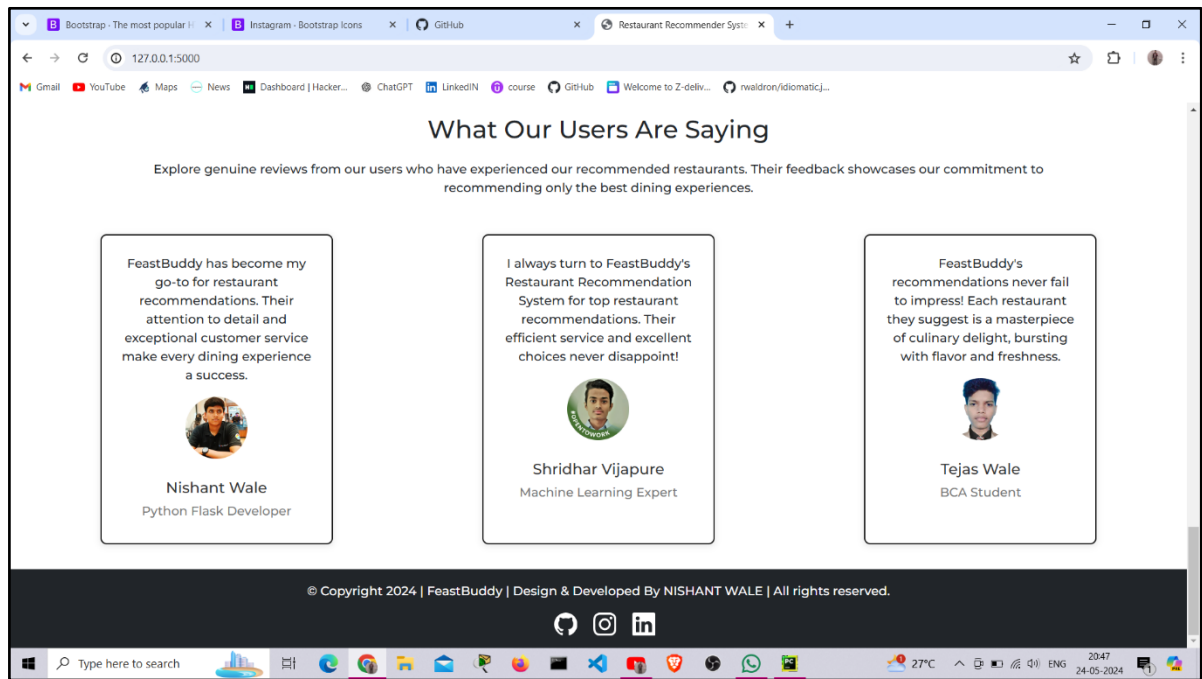 Bootstrap · The most popular H
Instagram · Bootstrap Icons
GitHub
Restaurant Recommender Syste
127.0.0.1:5000
Gmail
YouTube
Maps
News
Dashboard | Hacker...
ChatGPT
LinkedIN
course
GitHub
Welcome to Z-deliv...
rwaldron/idiomatic.j...
What Our Users Are Saying
Explore genuine reviews from our users who have experienced our recommended restaurants. Their feedback showcases our commitment to
recommending only the best dining experiences.
FeastBuddy has become my
go-to for restaurant
recommendations. Their
attention to detail and
exceptional customer service
make every dining experience
a success.
Nishant Wale
Python Flask Developer
I always turn to FeastBuddy's
Restaurant Recommendation
System for top restaurant
recommendations. Their
efficient service and excellent
choices never disappoint!
#OPENTOWORK
Shridhar Vijapure
Machine Learning Expert
FeastBuddy's
recommendations never fail
to impress! Each restaurant
they suggest is a masterpiece
of culinary delight, bursting
with flavor and freshness.
Tejas Wale
BCA Student
© Copyright 2024 | FeastBuddy | Design & Developed By NISHANT WALE | All rights reserved.
Type here to search
27°C
ENG
20:47
24-05-2024